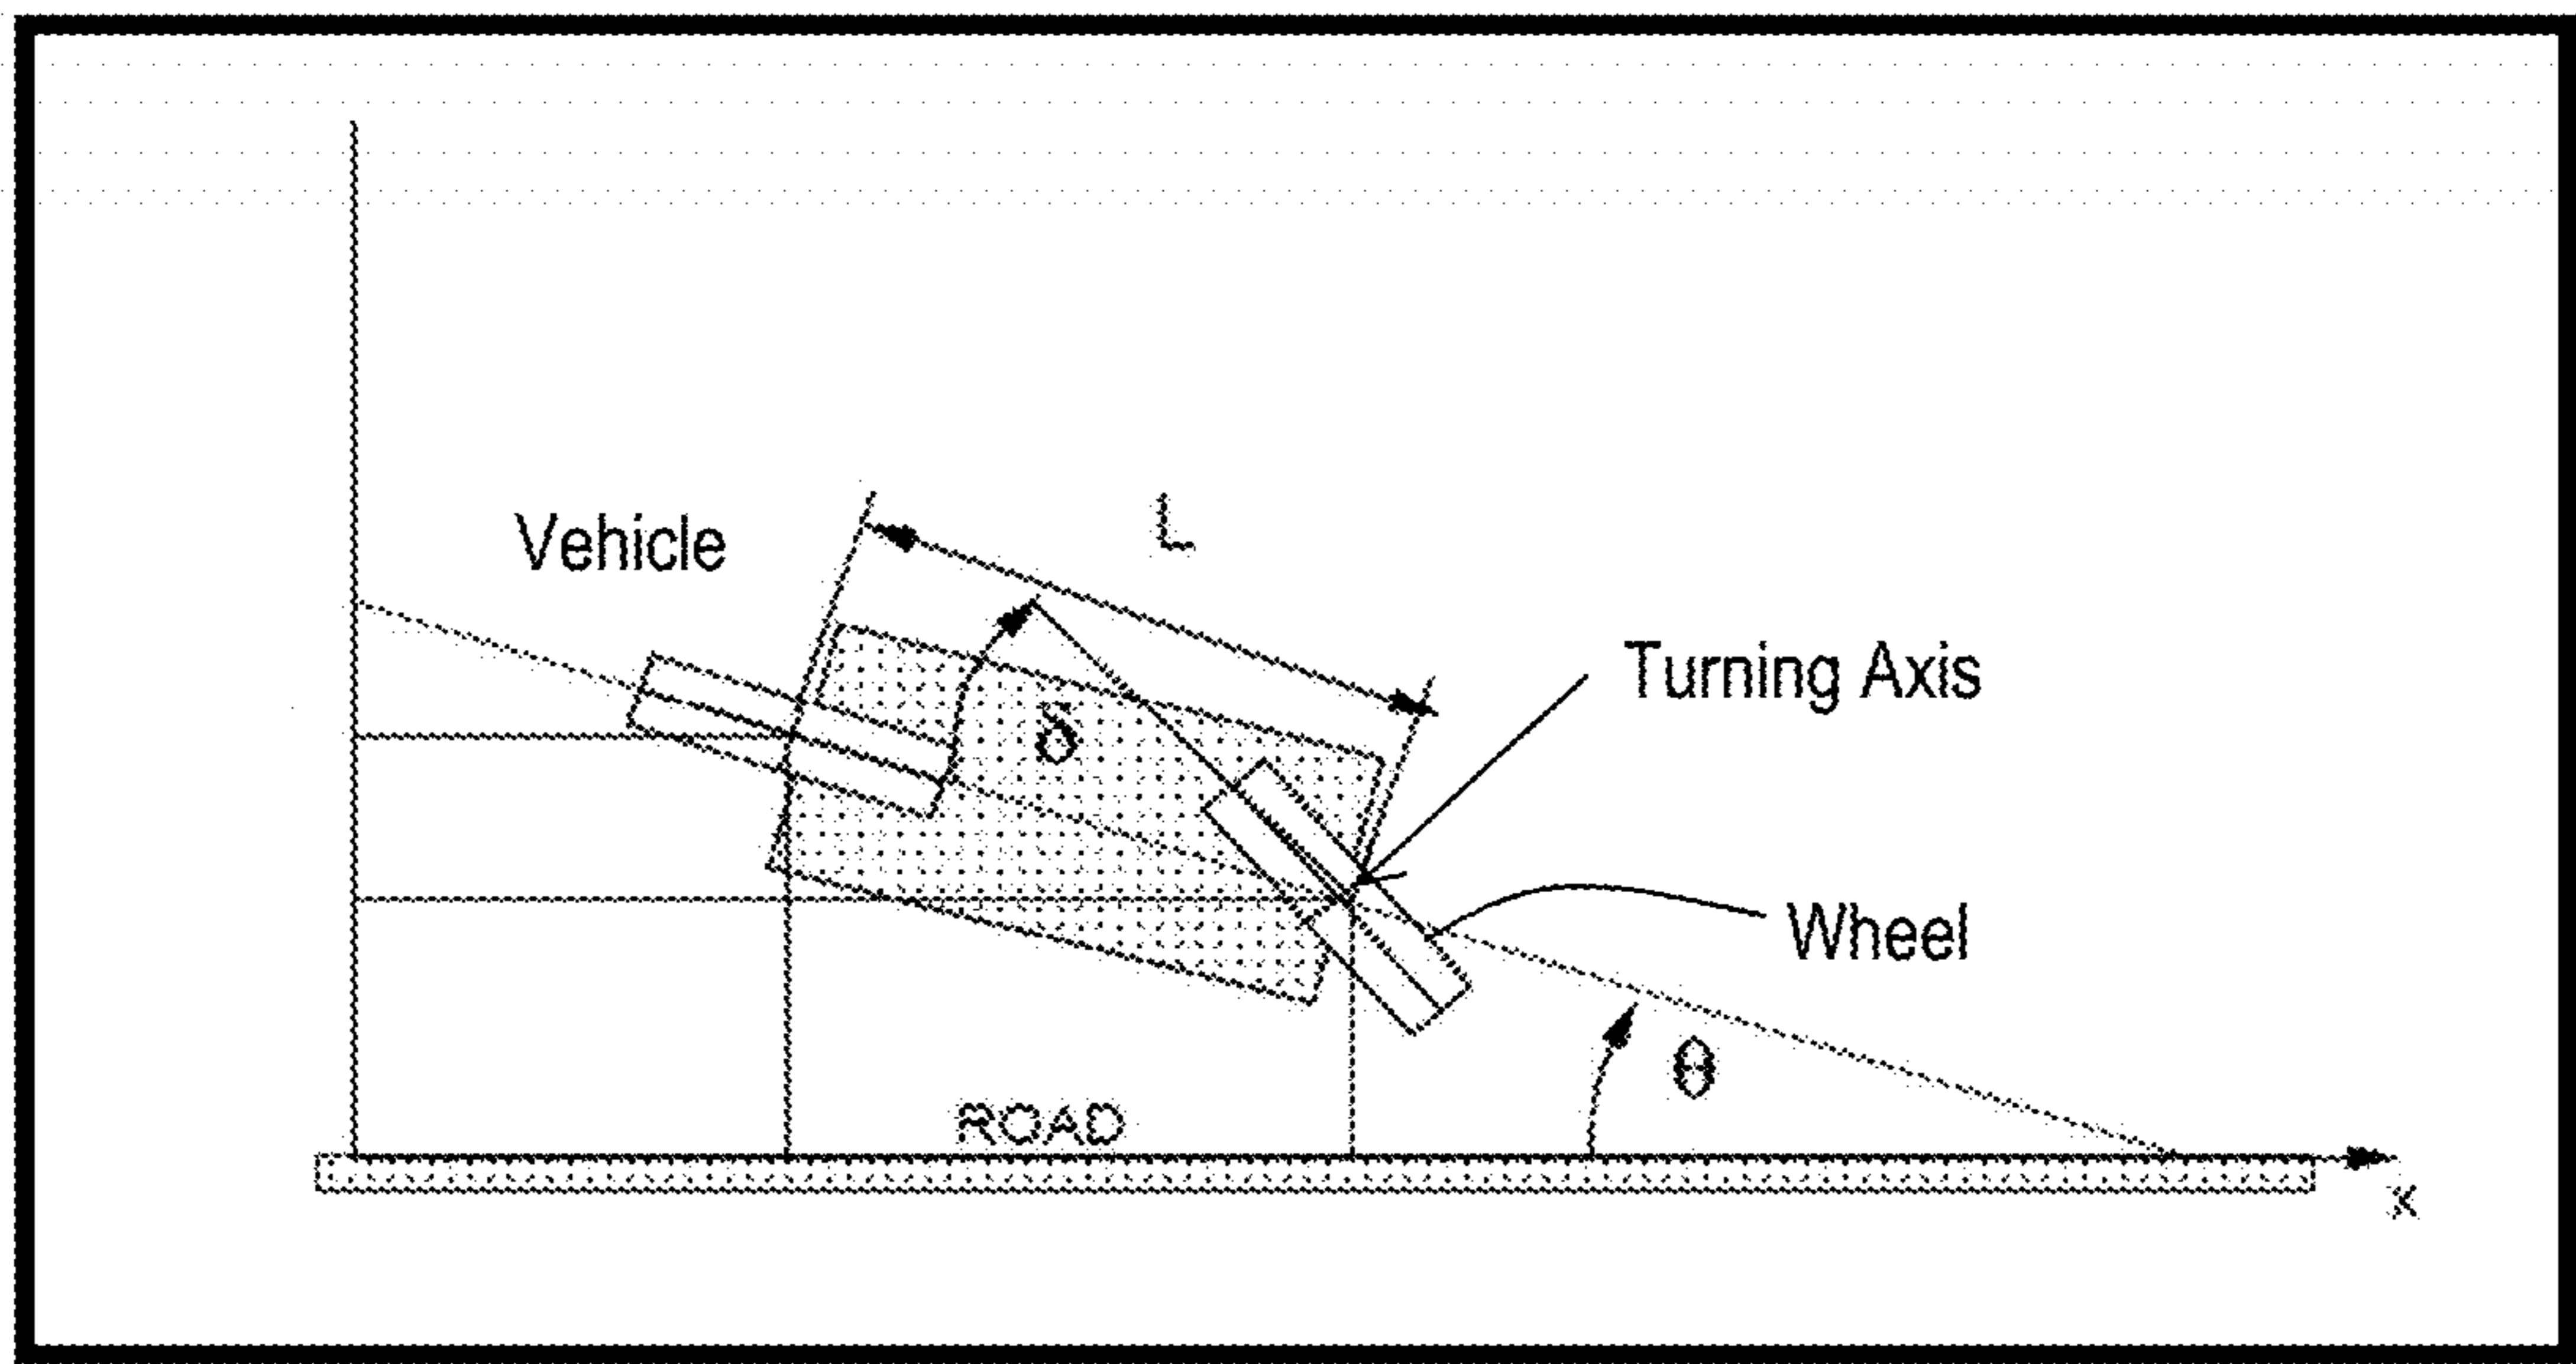 L
Vehicle
δ
Turning Axis
Wheel
θ
ROAD
x